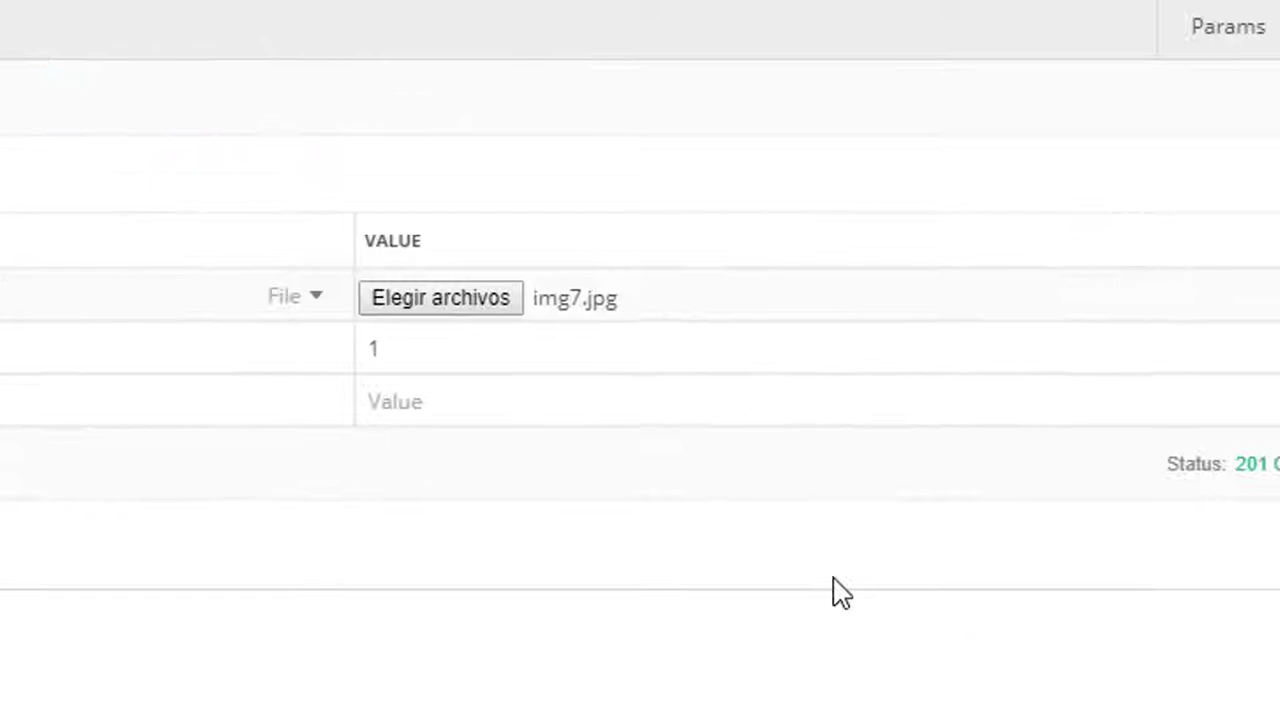 Params
VALUE
File
Elegir archivos img7.jpg
1
Value
Status: 201